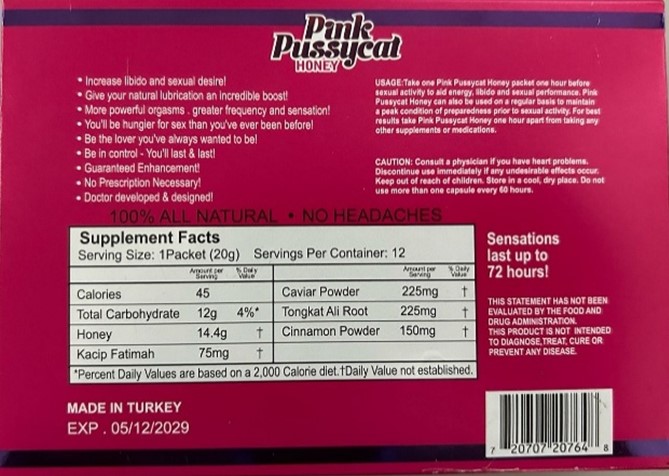 Pink
Pussycat
HONEY
• Increase libido and sexual desire!
• Give your natural lubrication an incredible boost!
• More powerful orgasms . greater frequency and sensation!
• You'll be hungier for sex than you've ever been before!
• Be the lover you've always wanted to be!
• Be in control - You'll last & last!
• Guaranteed Enhancement!
• No Prescription Necessary!
• Doctor developed & designed!
USAGE:Take one Pink Pussycat Honey packet one hour before
sexual activity to aid energy, libido and sexual performance. Pink
Pussycat Honey can also be used on a regular basis to maintain
a peak condition of preparedness prior to sexual activity. For best
results take Pink Pussycat Honey one hour apart from taking any
other supplements or medications.
CAUTION: Consult a physician if you have heart problems.
Discontinue use immediately if any undesirable effects occur.
Keep out of reach of children. Store in a cool, dry place. Do not
use more than one capsule every 60 hours.
100% ALL NATURAL • NO HEADACHES
Supplement Facts
Serving Size: 1Packet (20g) Servings Per Container: 12
Amount per Serving % Daily Value Amount per Serving % Daily Value
Calories 45 Caviar Powder 225mg †
Total Carbohydrate 12g 4%* Tongkat Ali Root 225mg †
Honey 14.4g † Cinnamon Powder 150mg †
Kacip Fatimah 75mg †
*Percent Daily Values are based on a 2,000 Calorie diet.†Daily Value not established.
Sensations
last up to
72 hours!
THIS STATEMENT HAS NOT BEEN
EVALUATED BY THE FOOD AND
DRUG ADMINISTRATION.
THIS PRODUCT IS NOT INTENDED
TO DIAGNOSE,TREAT, CURE OR
PREVENT ANY DISEASE.
MADE IN TURKEY
EXP . 05/12/2029
7 20707 20764 8